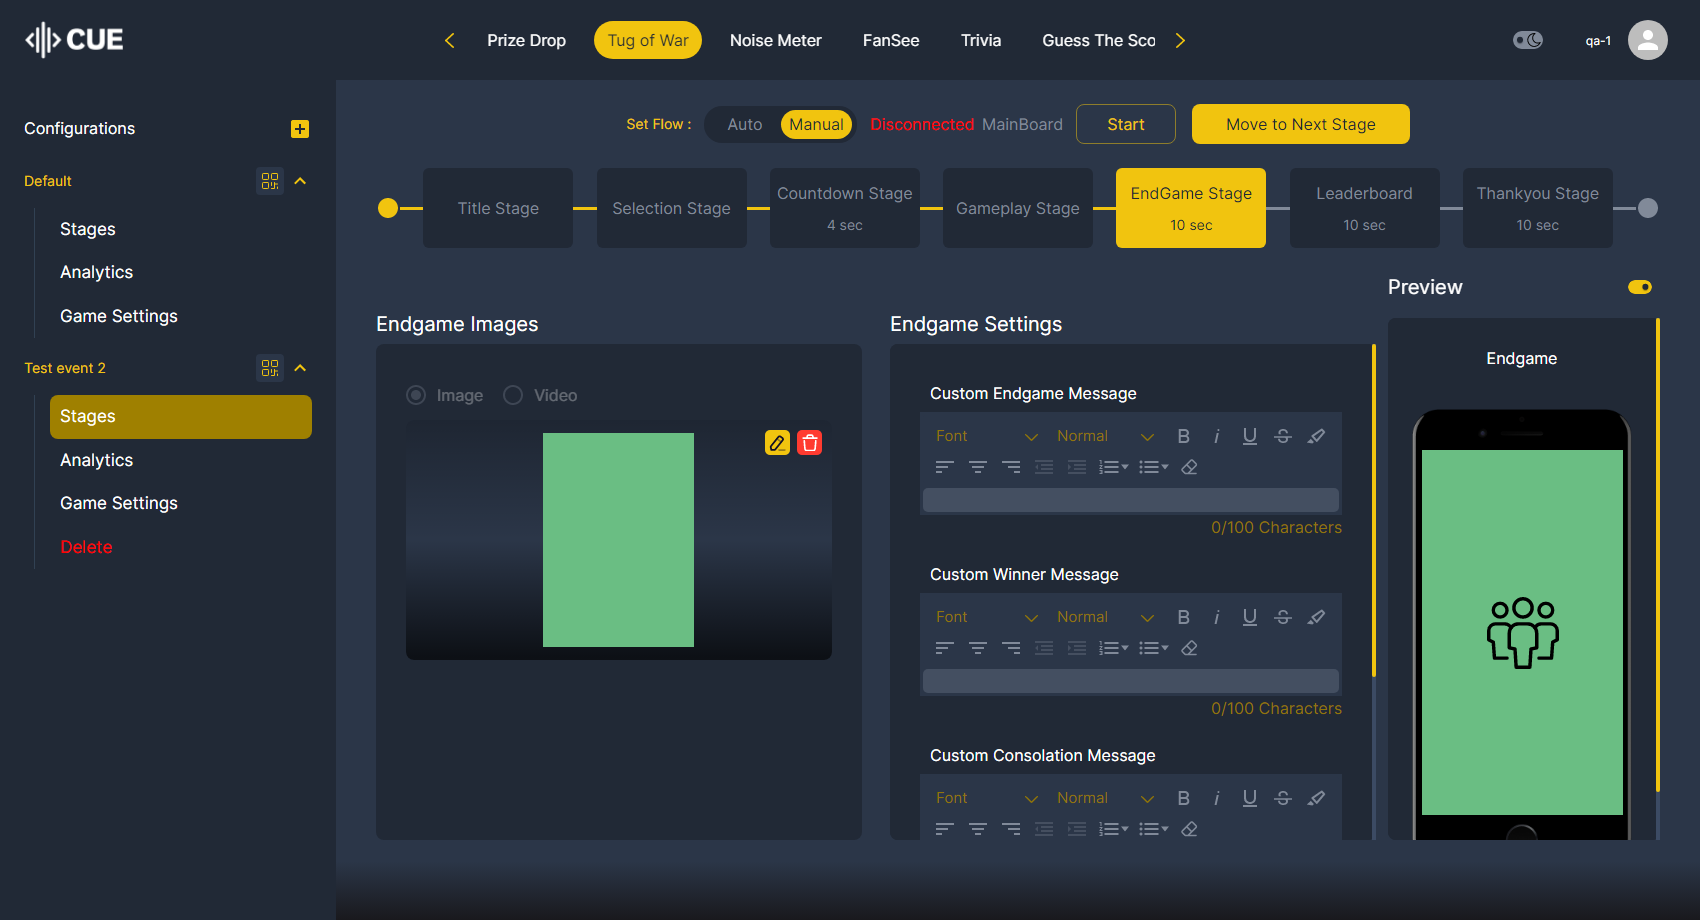 CUE
Prize Drop
Tug of War
Noise Meter
FanSee
Trivia
Guess The Sco
qa-1
Configurations
Default
Stages
Analytics
Game Settings
Test event 2
Stages
Analytics
Game Settings
Delete
Set Flow :
Auto
Manual
Disconnected MainBoard
Start
Move to Next Stage
Title Stage
Selection Stage
Countdown Stage
4 sec
Gameplay Stage
EndGame Stage
10 sec
Leaderboard
10 sec
Thankyou Stage
10 sec
Endgame Images
Image
Video
Endgame Settings
Custom Endgame Message
Font
Normal
B i U S
0/100 Characters
Custom Winner Message
Font
Normal
B i U S
0/100 Characters
Custom Consolation Message
Font
Normal
B i U S
Preview
Endgame